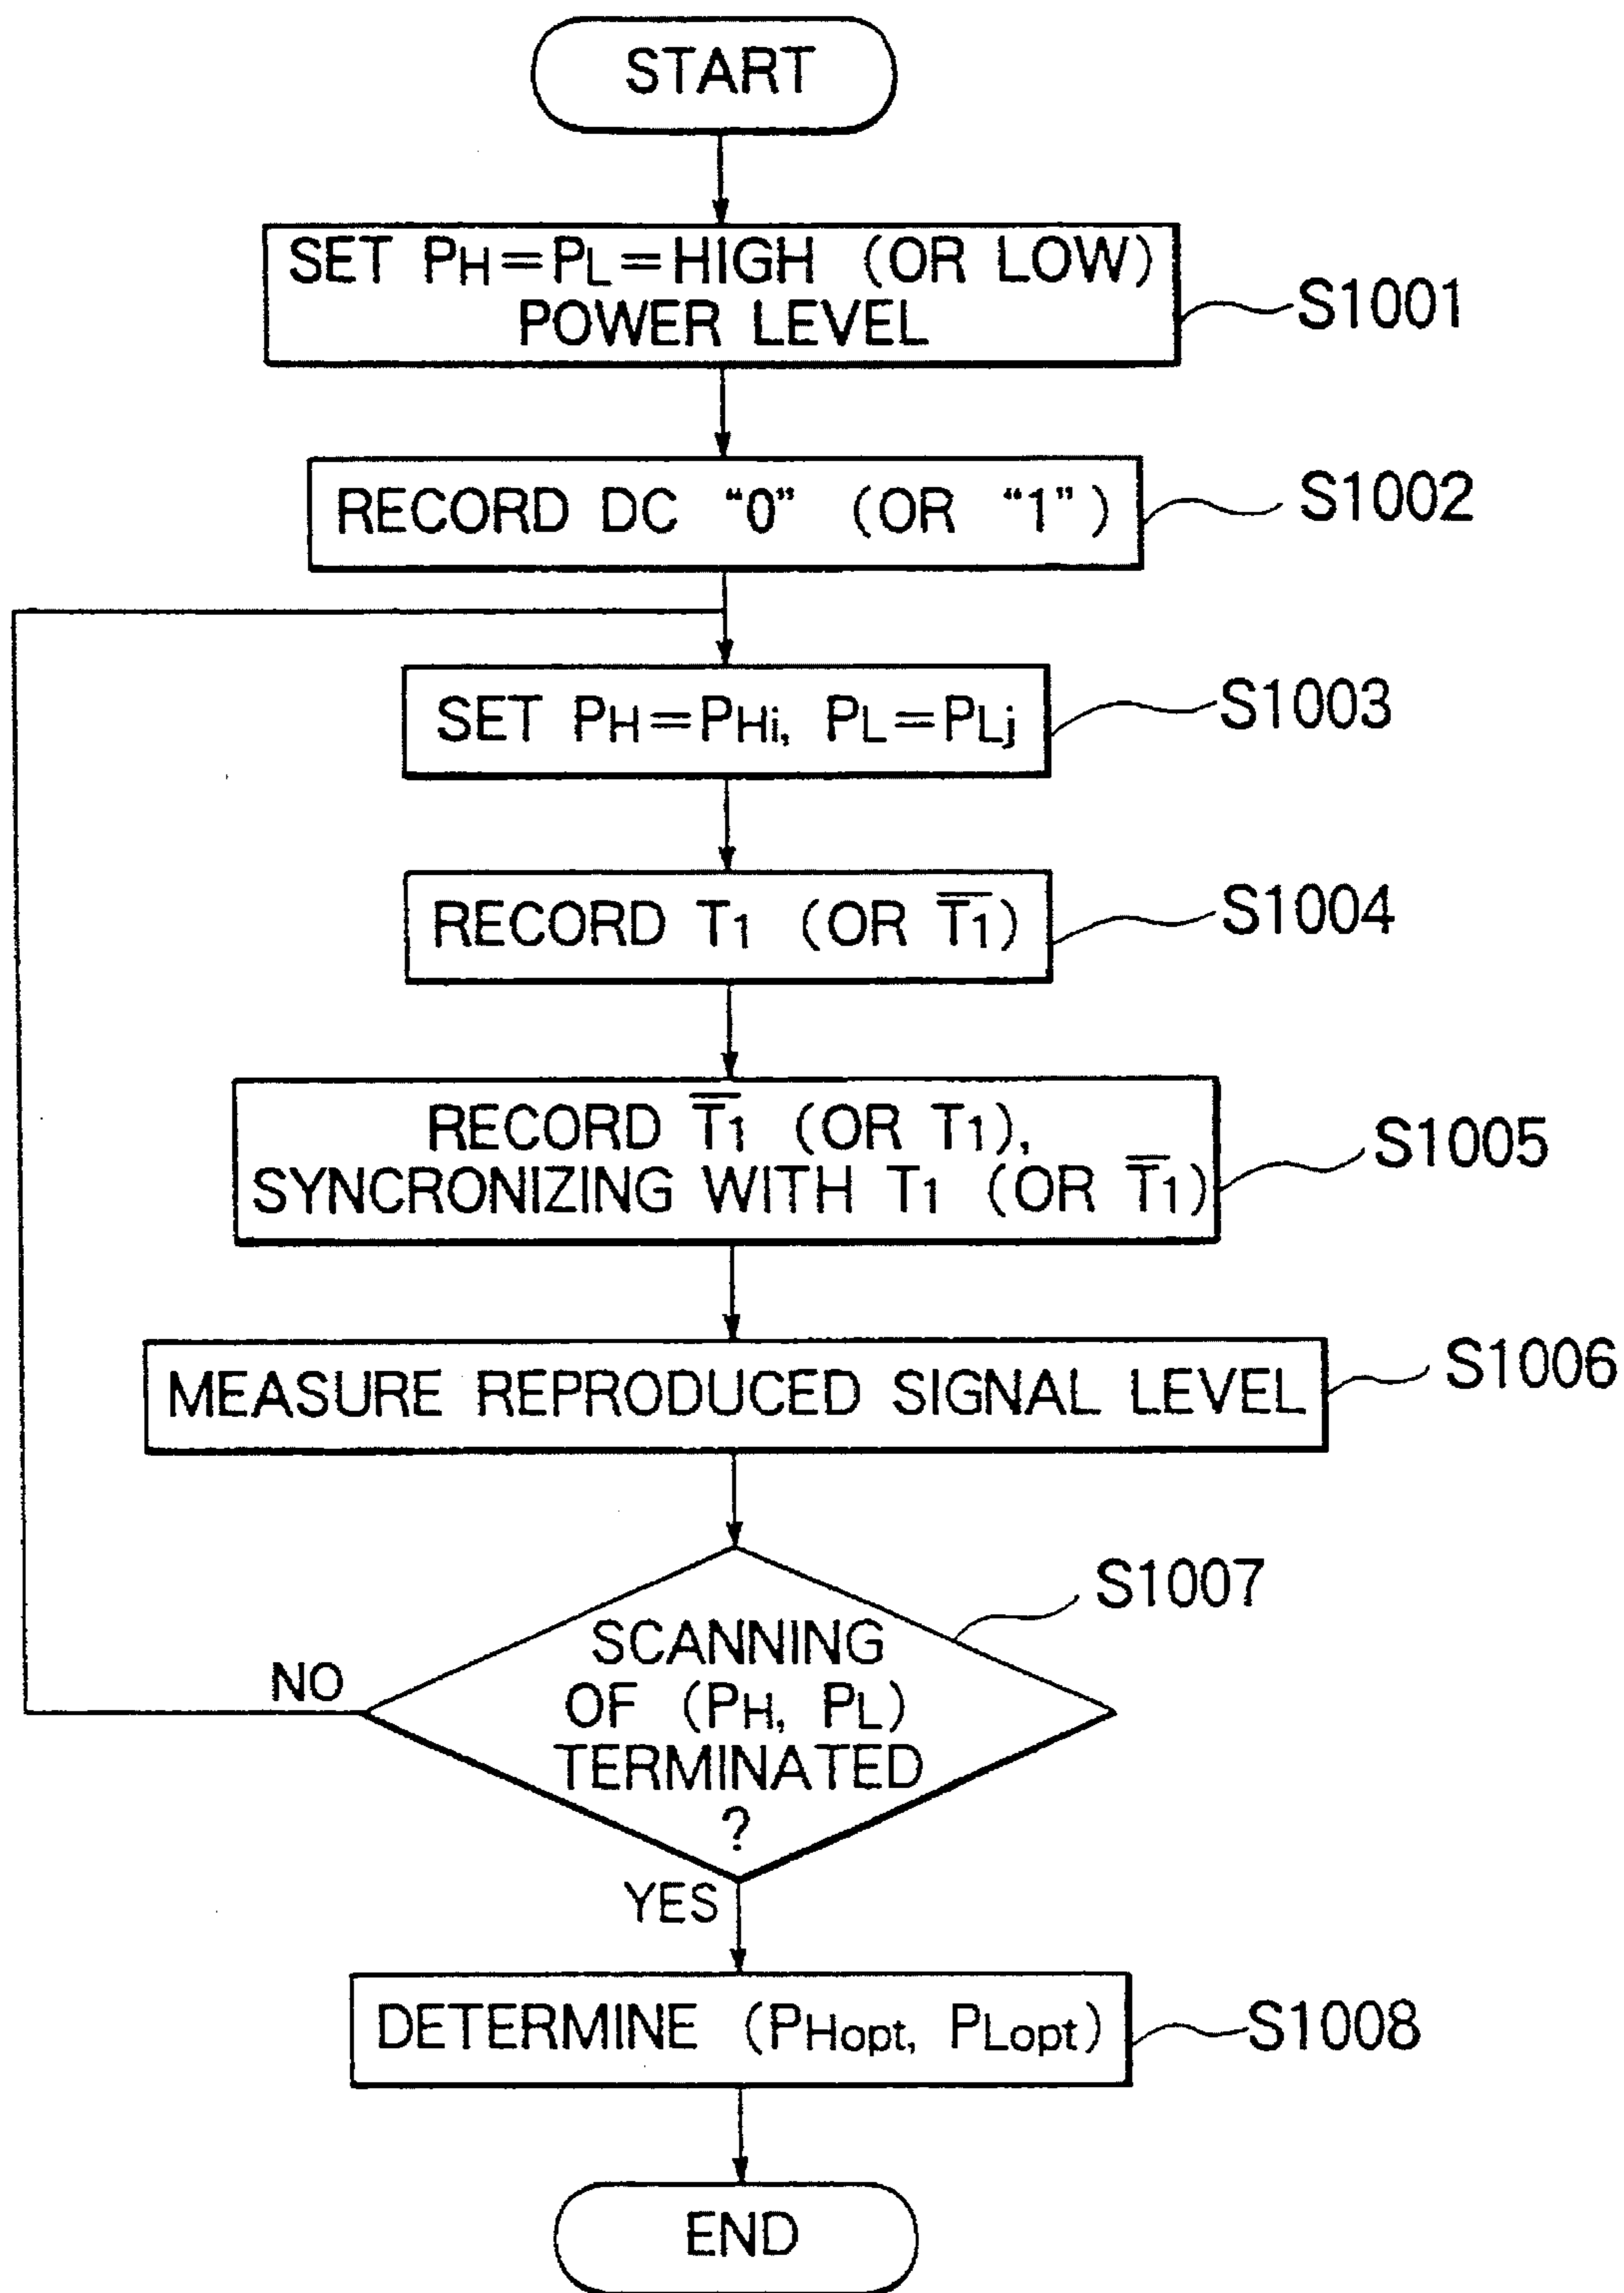 START
SET PH=PL=HIGH (OR LOW)
POWER LEVEL
S1001
RECORD DC "0" (OR "1")
S1002
SET PH=PHi, PL=PLj
S1003
RECORD T1 (OR T̅1̅)
S1004
RECORD T̅1̅ (OR T1),
SYNCRONIZING WITH T1 (OR T̅1̅)
S1005
MEASURE REPRODUCED SIGNAL LEVEL
S1006
SCANNING
OF (PH, PL)
TERMINATED
?
S1007
NO
YES
DETERMINE (PHopt, PLopt)
S1008
END